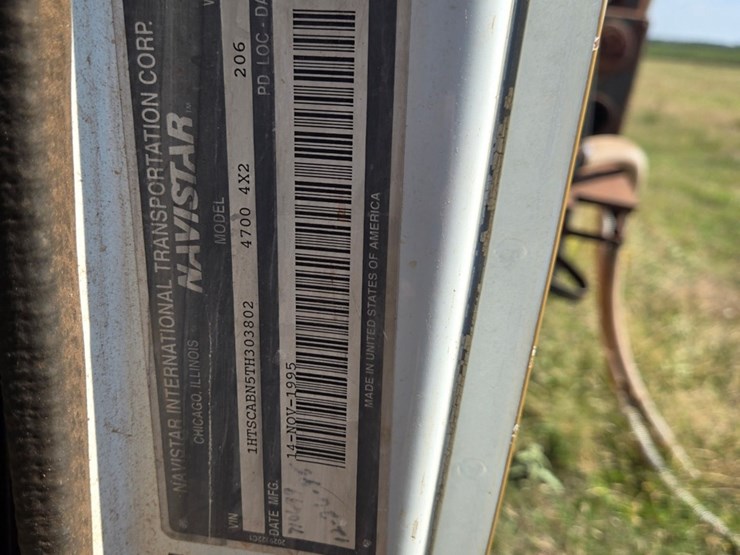 NAVISTAR INTERNATIONAL TRANSPORTATION CORP.
CHICAGO, ILLINOIS NAVISTAR™
VIN MODEL
1HTSCABN5TH303802 4700 4X2 206
DATE MFG. PD LOC - DA
14-NOV-1995
MADE IN UNITED STATES OF AMERICA